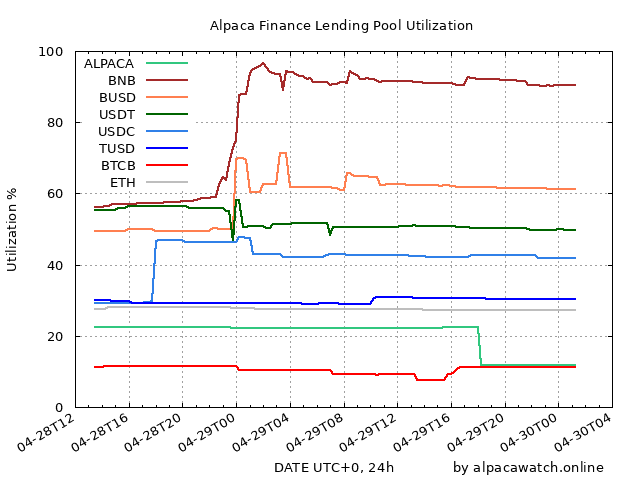 Alpaca Finance Lending Pool Utilization
100
80
60
40
20
0
Utilization %
ALPACA
BNB
BUSD
USDT
USDC
TUSD
BTCB
ETH
04-28T12
04-28T16
04-28T20
04-29T00
04-29T04
04-29T08
04-29T12
04-29T16
04-29T20
04-30T00
04-30T04
DATE UTC+0, 24h
by alpacawatch.online